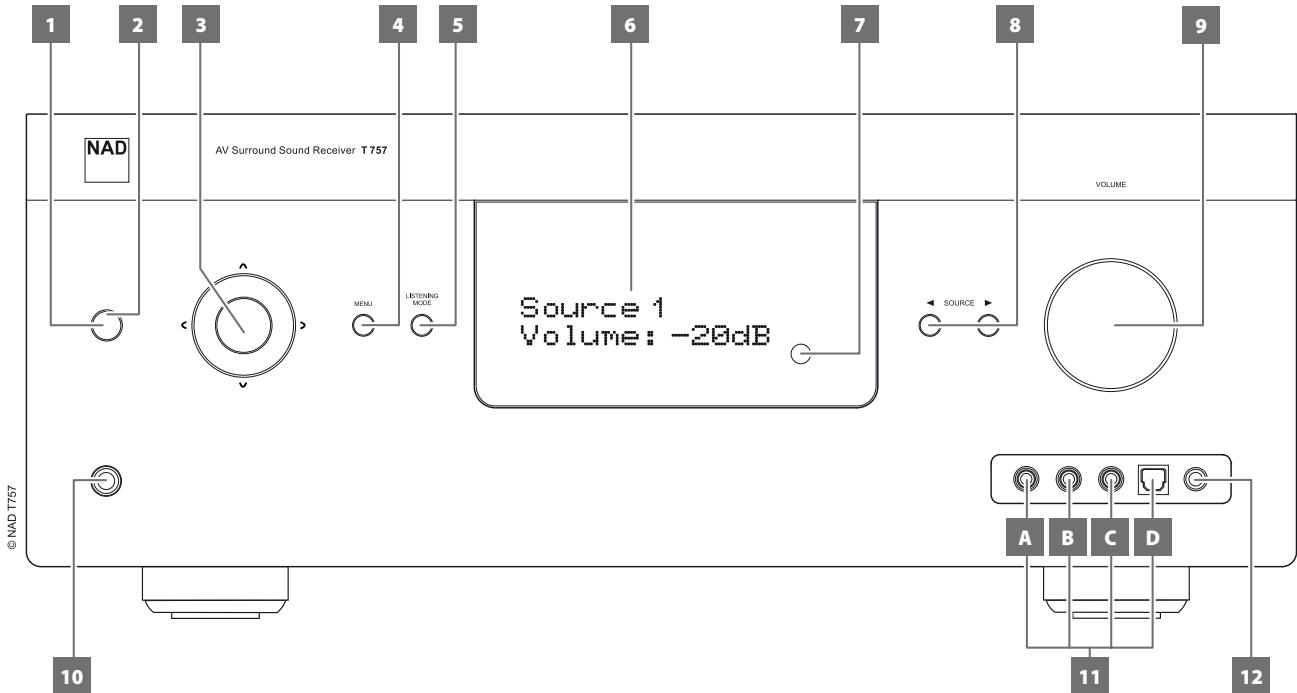 1 2 3 4 5 6 7 8 9
NAD
AV Surround Sound Receiver T 757
VOLUME
MENU
LISTENING
MODE
Source 1
Volume: -20dB
◄ SOURCE ►
© NAD T757
A B C D
10 11 12